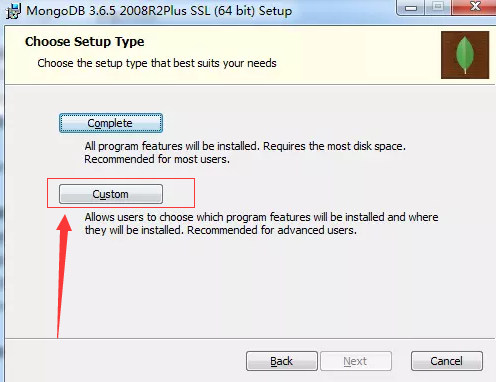 MongoDB 3.6.5 2008R2Plus SSL (64 bit) Setup
Choose Setup Type
Choose the setup type that best suits your needs
Complete
All program features will be installed. Requires the most disk space.
Recommended for most users.
Custom
Allows users to choose which program features will be installed and where
they will be installed. Recommended for advanced users.
Back
Next
Cancel